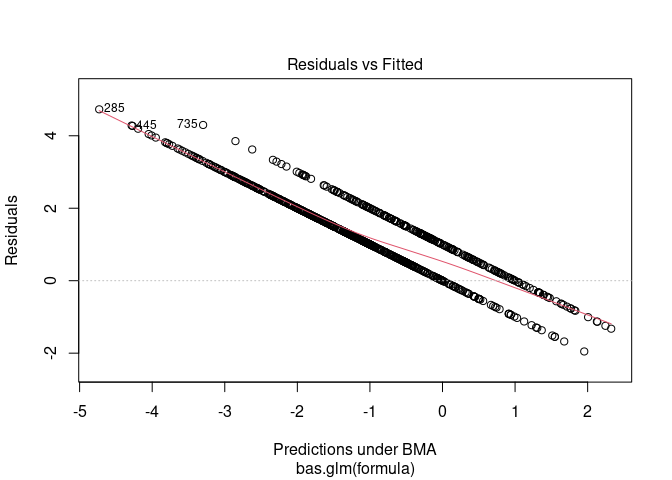 Residuals vs Fitted
285
445
735
4
2
0
-2
Residuals
-5 -4 -3 -2 -1 0 1 2
Predictions under BMA
bas.glm(formula)